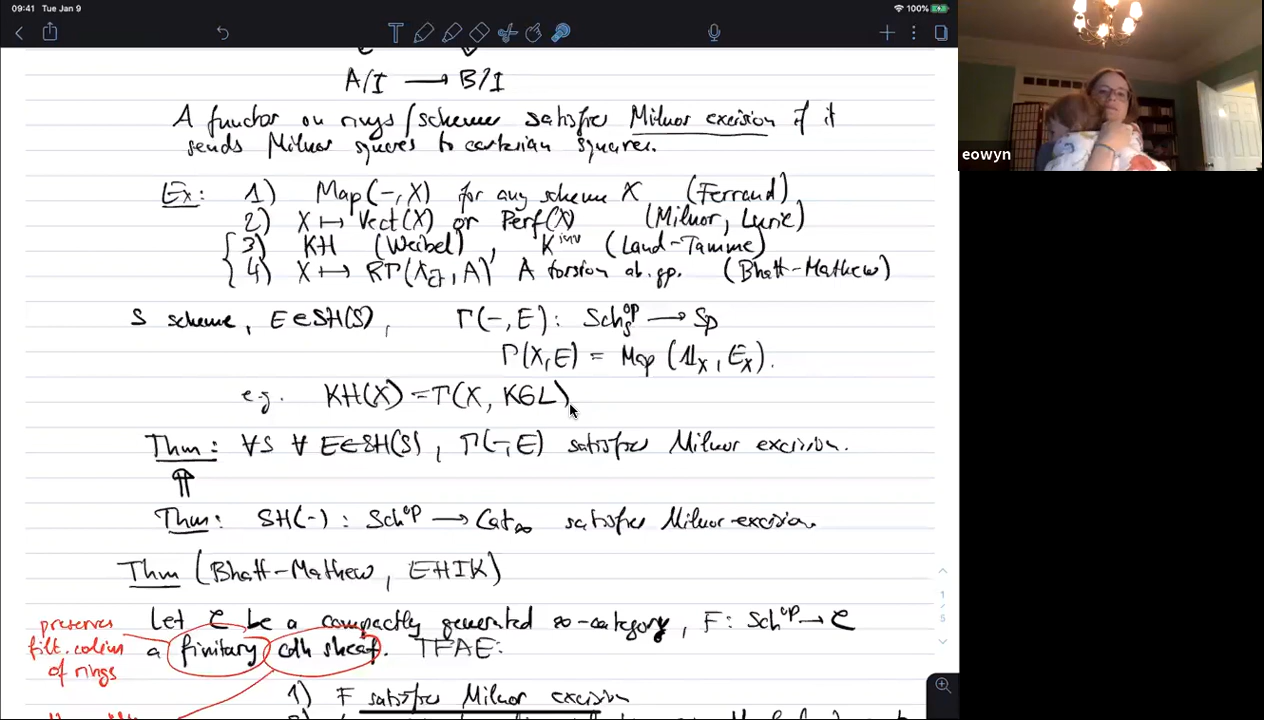 09:41 Tue Jan 9
100%
A/I ⟶ B/I
A functor on rings/schemes satisfies Milnor excision if it
sends Milnor squares to cartesian squares.
Ex: 1) Map(-, X) for any scheme X (Ferrand)
2) X ↦ Vect(X) or Perf(X) (Milnor, Lurie)
3) KH (Weibel), K^inv (Land-Tamme)
4) X ↦ RΓ(X_ét, A) A torsion ab. gp. (Bhatt-Mathew)
S scheme, E∈SH(S), Γ(-, E): Sch_S^op ⟶ Sp
Γ(X, E) = Map(𝟙_X, E_X).
e.g. KH(X) = Γ(X, KGL)
Thm: ∀S ∀ E∈SH(S), Γ(-, E) satisfies Milnor excision.
⇑
Thm: SH(-): Sch^op ⟶ Cat_∞ satisfies Milnor excision
Thm (Bhatt-Mathew, EHIK)
Let C be a compactly generated ∞-category, F: Sch^op → C
a finitary cdh sheaf. TFAE:
preserves
filt. colim
of rings
1) F satisfies Milnor excision
eowyn
1
5